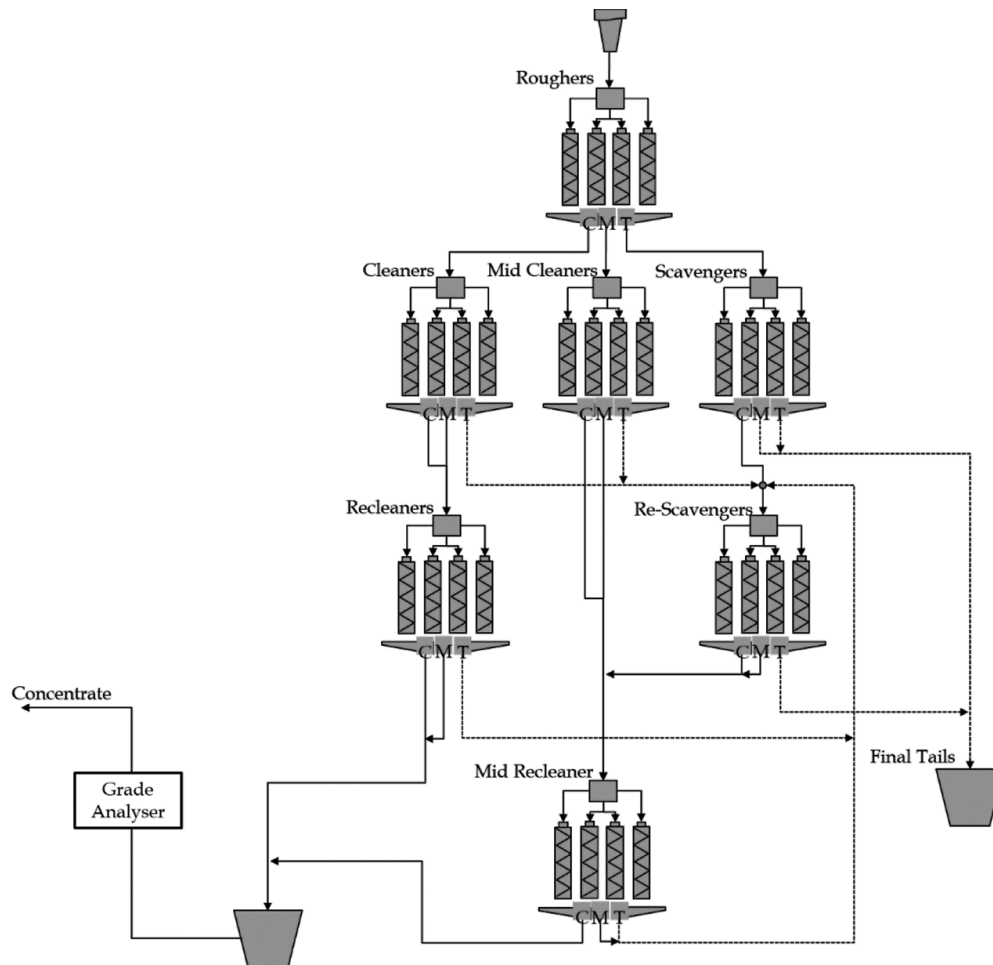 Roughers
C M T
Cleaners
Mid Cleaners
Scavengers
C M T
C M T
C M T
Recleaners
Re-Scavengers
C M T
C M T
Concentrate
Grade
Analyser
Mid Recleaner
Final Tails
C M T